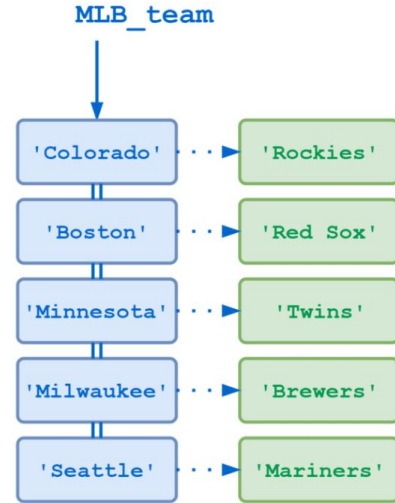 MLB_team
'Colorado' 'Rockies'
'Boston' 'Red Sox'
'Minnesota' 'Twins'
'Milwaukee' 'Brewers'
'Seattle' 'Mariners'